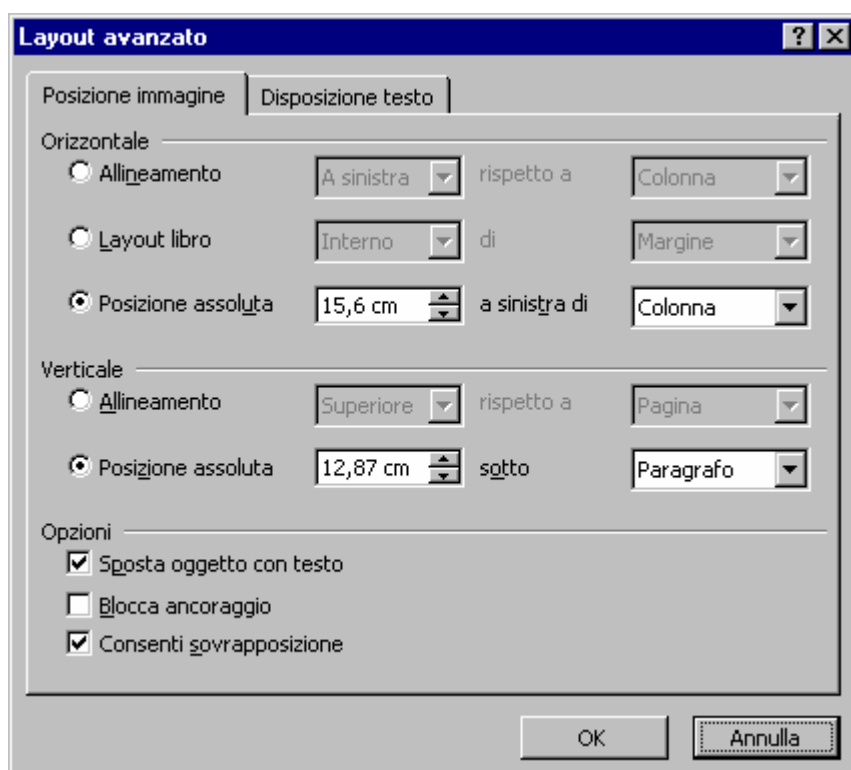 Layout avanzato
Posizione immagine Disposizione testo
Orizzontale
Allineamento A sinistra rispetto a Colonna
Layout libro Interno di Margine
Posizione assoluta 15,6 cm a sinistra di Colonna
Verticale
Allineamento Superiore rispetto a Pagina
Posizione assoluta 12,87 cm sotto Paragrafo
Opzioni
Sposta oggetto con testo
Blocca ancoraggio
Consenti sovrapposizione
OK Annulla